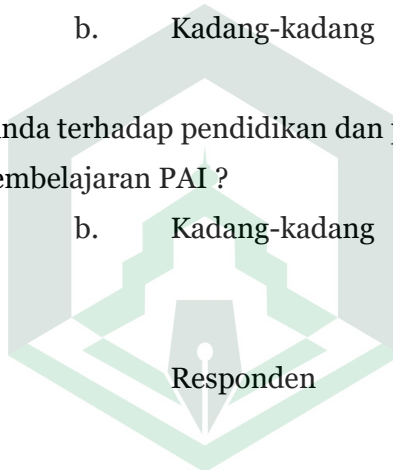 b. Kadang-kadang
nda terhadap pendidikan dan
embelajaran PAI ?
b. Kadang-kadang
Responden